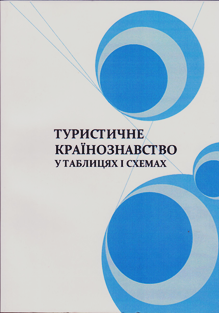 ТУРИСТИЧНЕ
КРАЇНОЗНАВСТВО
У ТАБЛИЦЯХ І СХЕМАХ